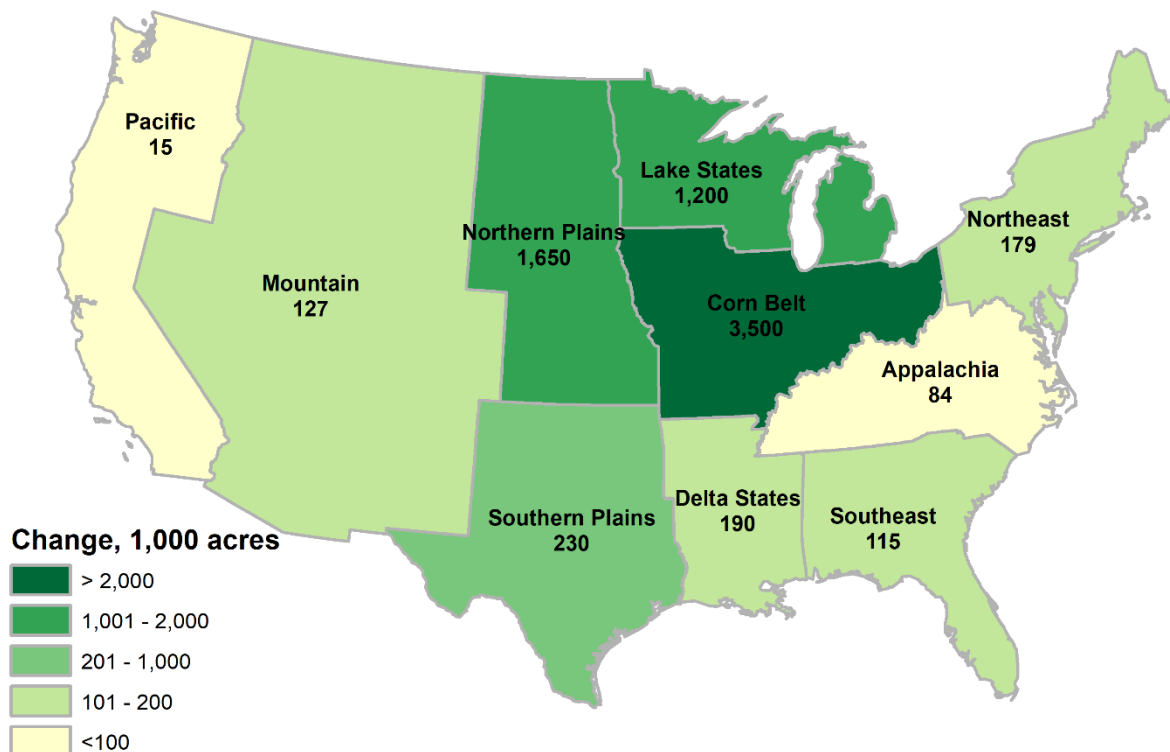 Pacific
15
Mountain
127
Northern Plains
1,650
Lake States
1,200
Corn Belt
3,500
Northeast
179
Appalachia
84
Southern Plains
230
Delta States
190
Southeast
115
Change, 1,000 acres
> 2,000
1,001 - 2,000
201 - 1,000
101 - 200
<100